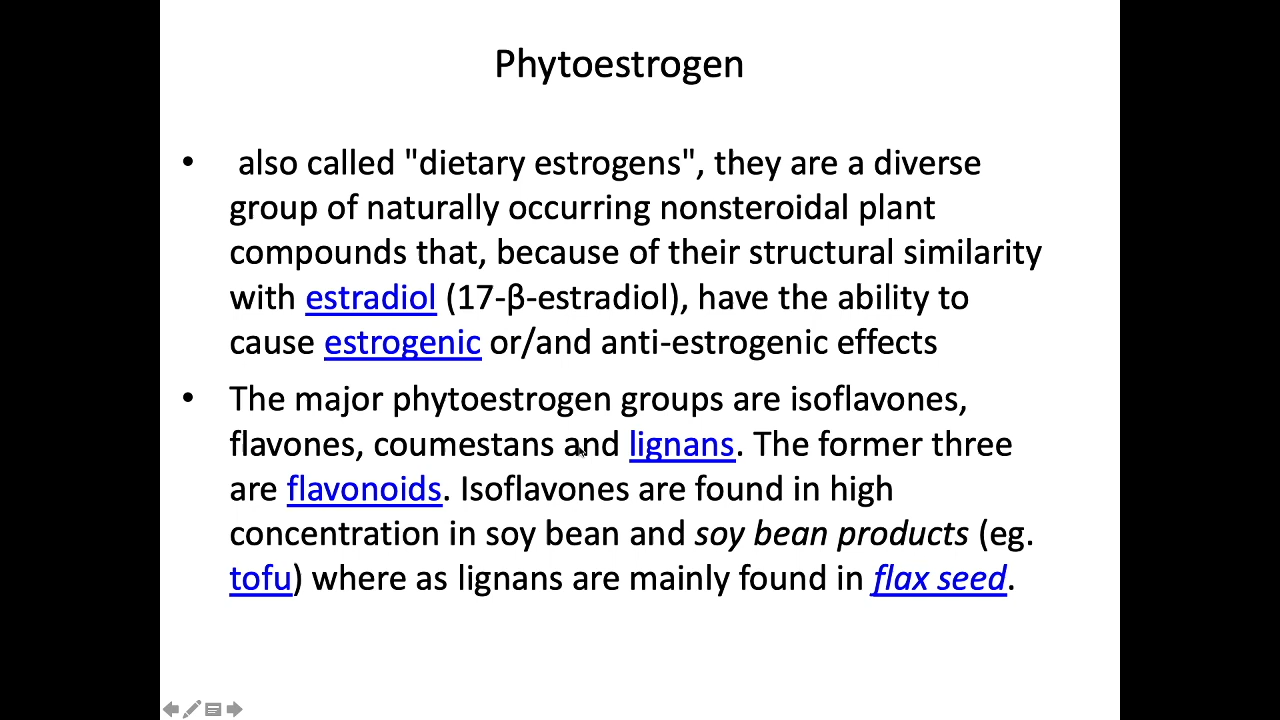 Phytoestrogen
• also called "dietary estrogens", they are a diverse
group of naturally occurring nonsteroidal plant
compounds that, because of their structural similarity
with estradiol (17-β-estradiol), have the ability to
cause estrogenic or/and anti-estrogenic effects
• The major phytoestrogen groups are isoflavones,
flavones, coumestans and lignans. The former three
are flavonoids. Isoflavones are found in high
concentration in soy bean and soy bean products (eg.
tofu) where as lignans are mainly found in flax seed.